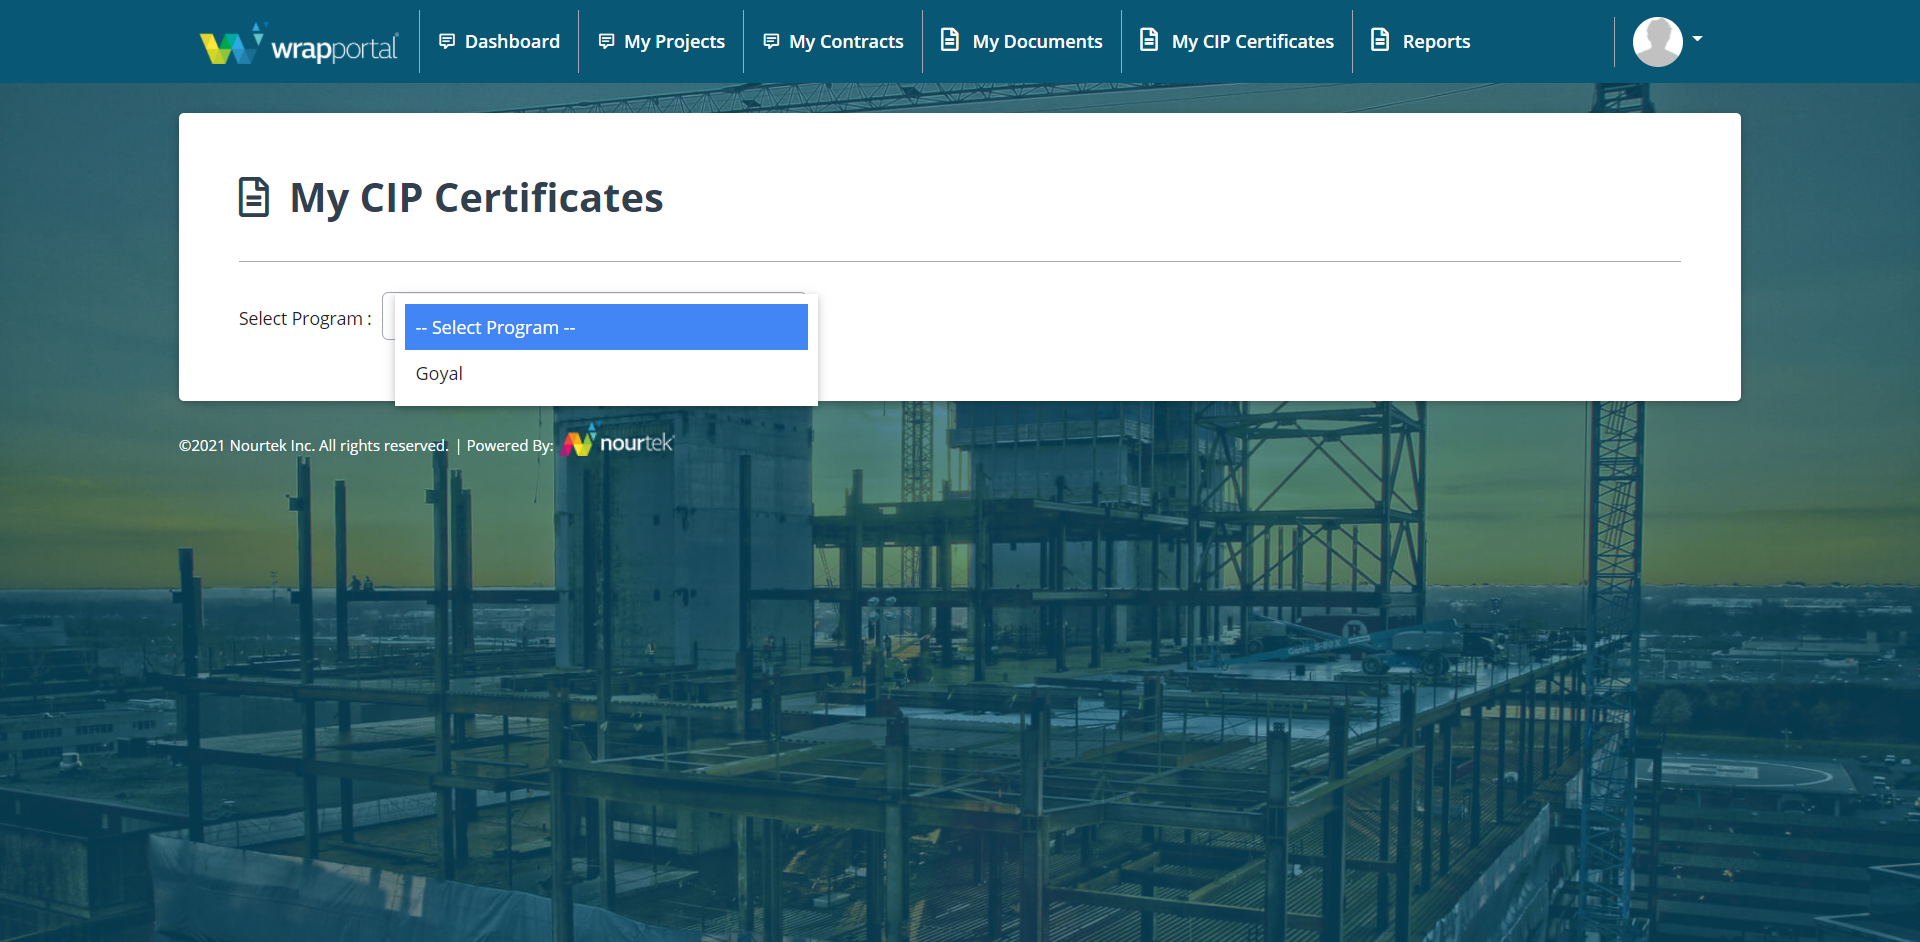 wrapportal
Dashboard
My Projects
My Contracts
My Documents
My CIP Certificates
Reports
My CIP Certificates
Select Program :
-- Select Program --
Goyal
©2021 Nourtek Inc. All rights reserved. | Powered By: nourtek